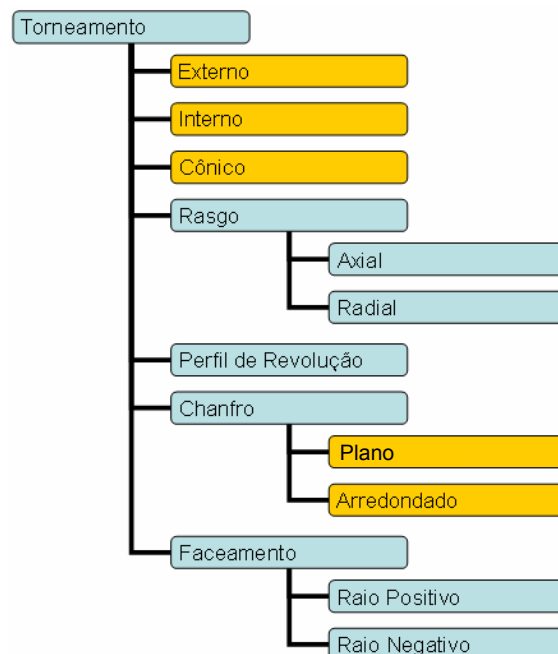 Torneamento
Externo
Interno
Cônico
Rasgo
Axial
Radial
Perfil de Revolução
Chanfro
Plano
Arredondado
Faceamento
Raio Positivo
Raio Negativo